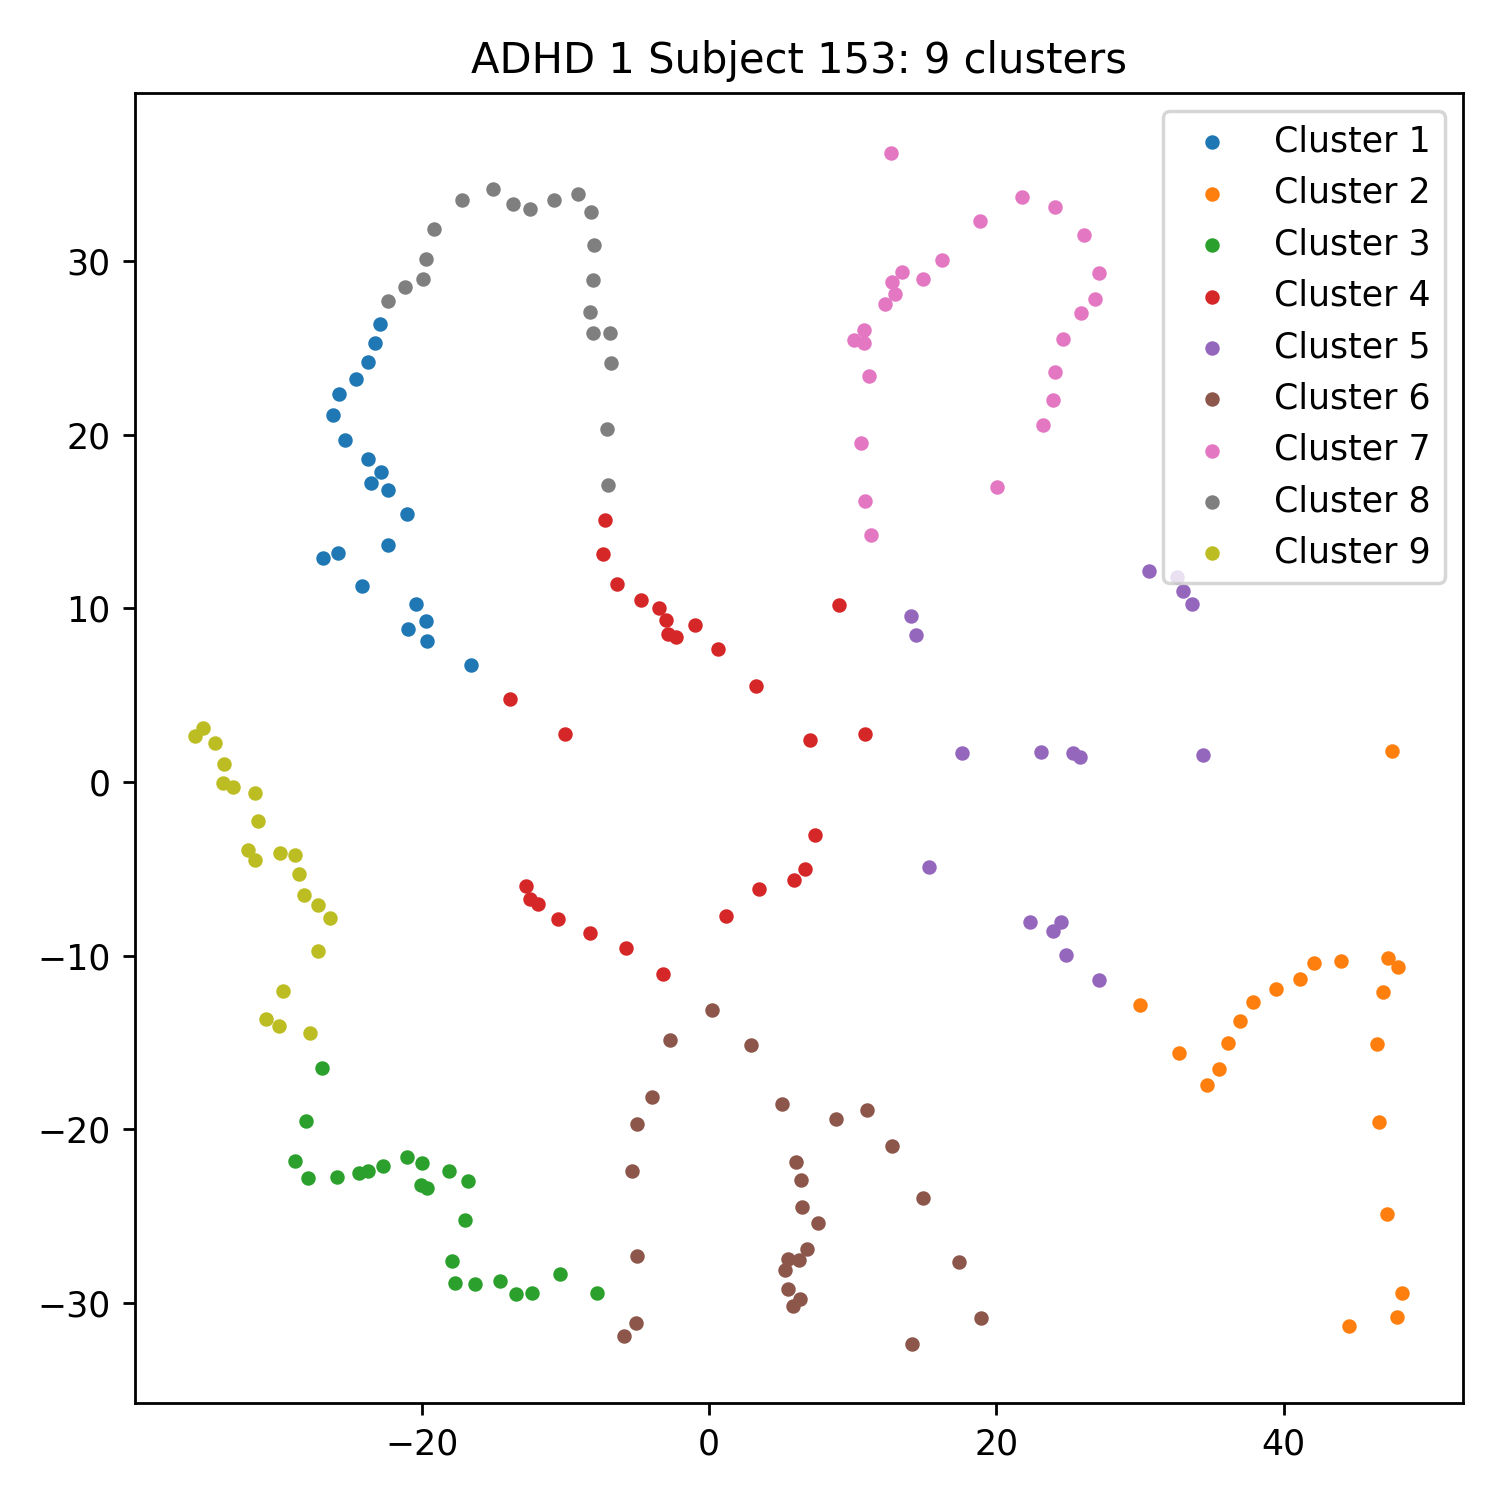 ADHD 1 Subject 153: 9 clusters
Cluster 1
Cluster 2
Cluster 3
Cluster 4
Cluster 5
Cluster 6
Cluster 7
Cluster 8
Cluster 9
30
20
10
0
−10
−20
−30
−20 0 20 40